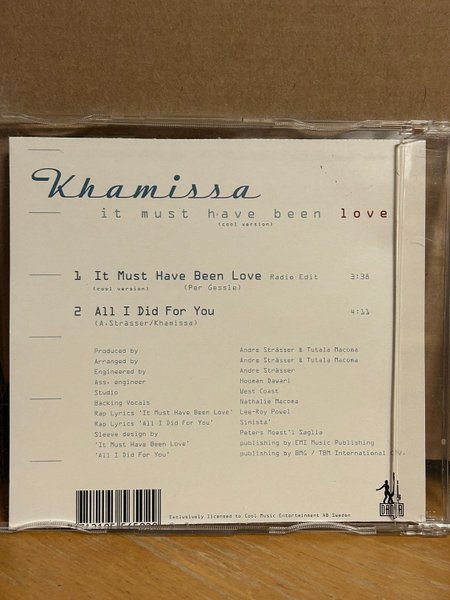 Khamissa
it must have been love
(cool version)
1 It Must Have Been Love Radio Edit 3:38
(cool version) (Per Gessle)
2 All I Did For You 4:11
(A.Strässer/Khamissa)
Produced by Andre Strässer & Tutala Macoma
Arranged by Andre Strässer & Tutala Macoma
Engineered by Andre Strässer
Ass. engineer Hooman Dawari
Studio West Coast
Backing Vocals Nathalie Macoma
Rap Lyrics 'It Must Have Been Love' Lee-Roy Powel
Rap Lyrics 'All I Did For You' Sinista'
Sleeve design by Peters Moest'l Saglia
'It Must Have Been Love' publishing by EMI Music Publishing
'All I Did For You' publishing by BMG / TBM International
Exclusively licensed to Cool Music Entertainment AB Sweden